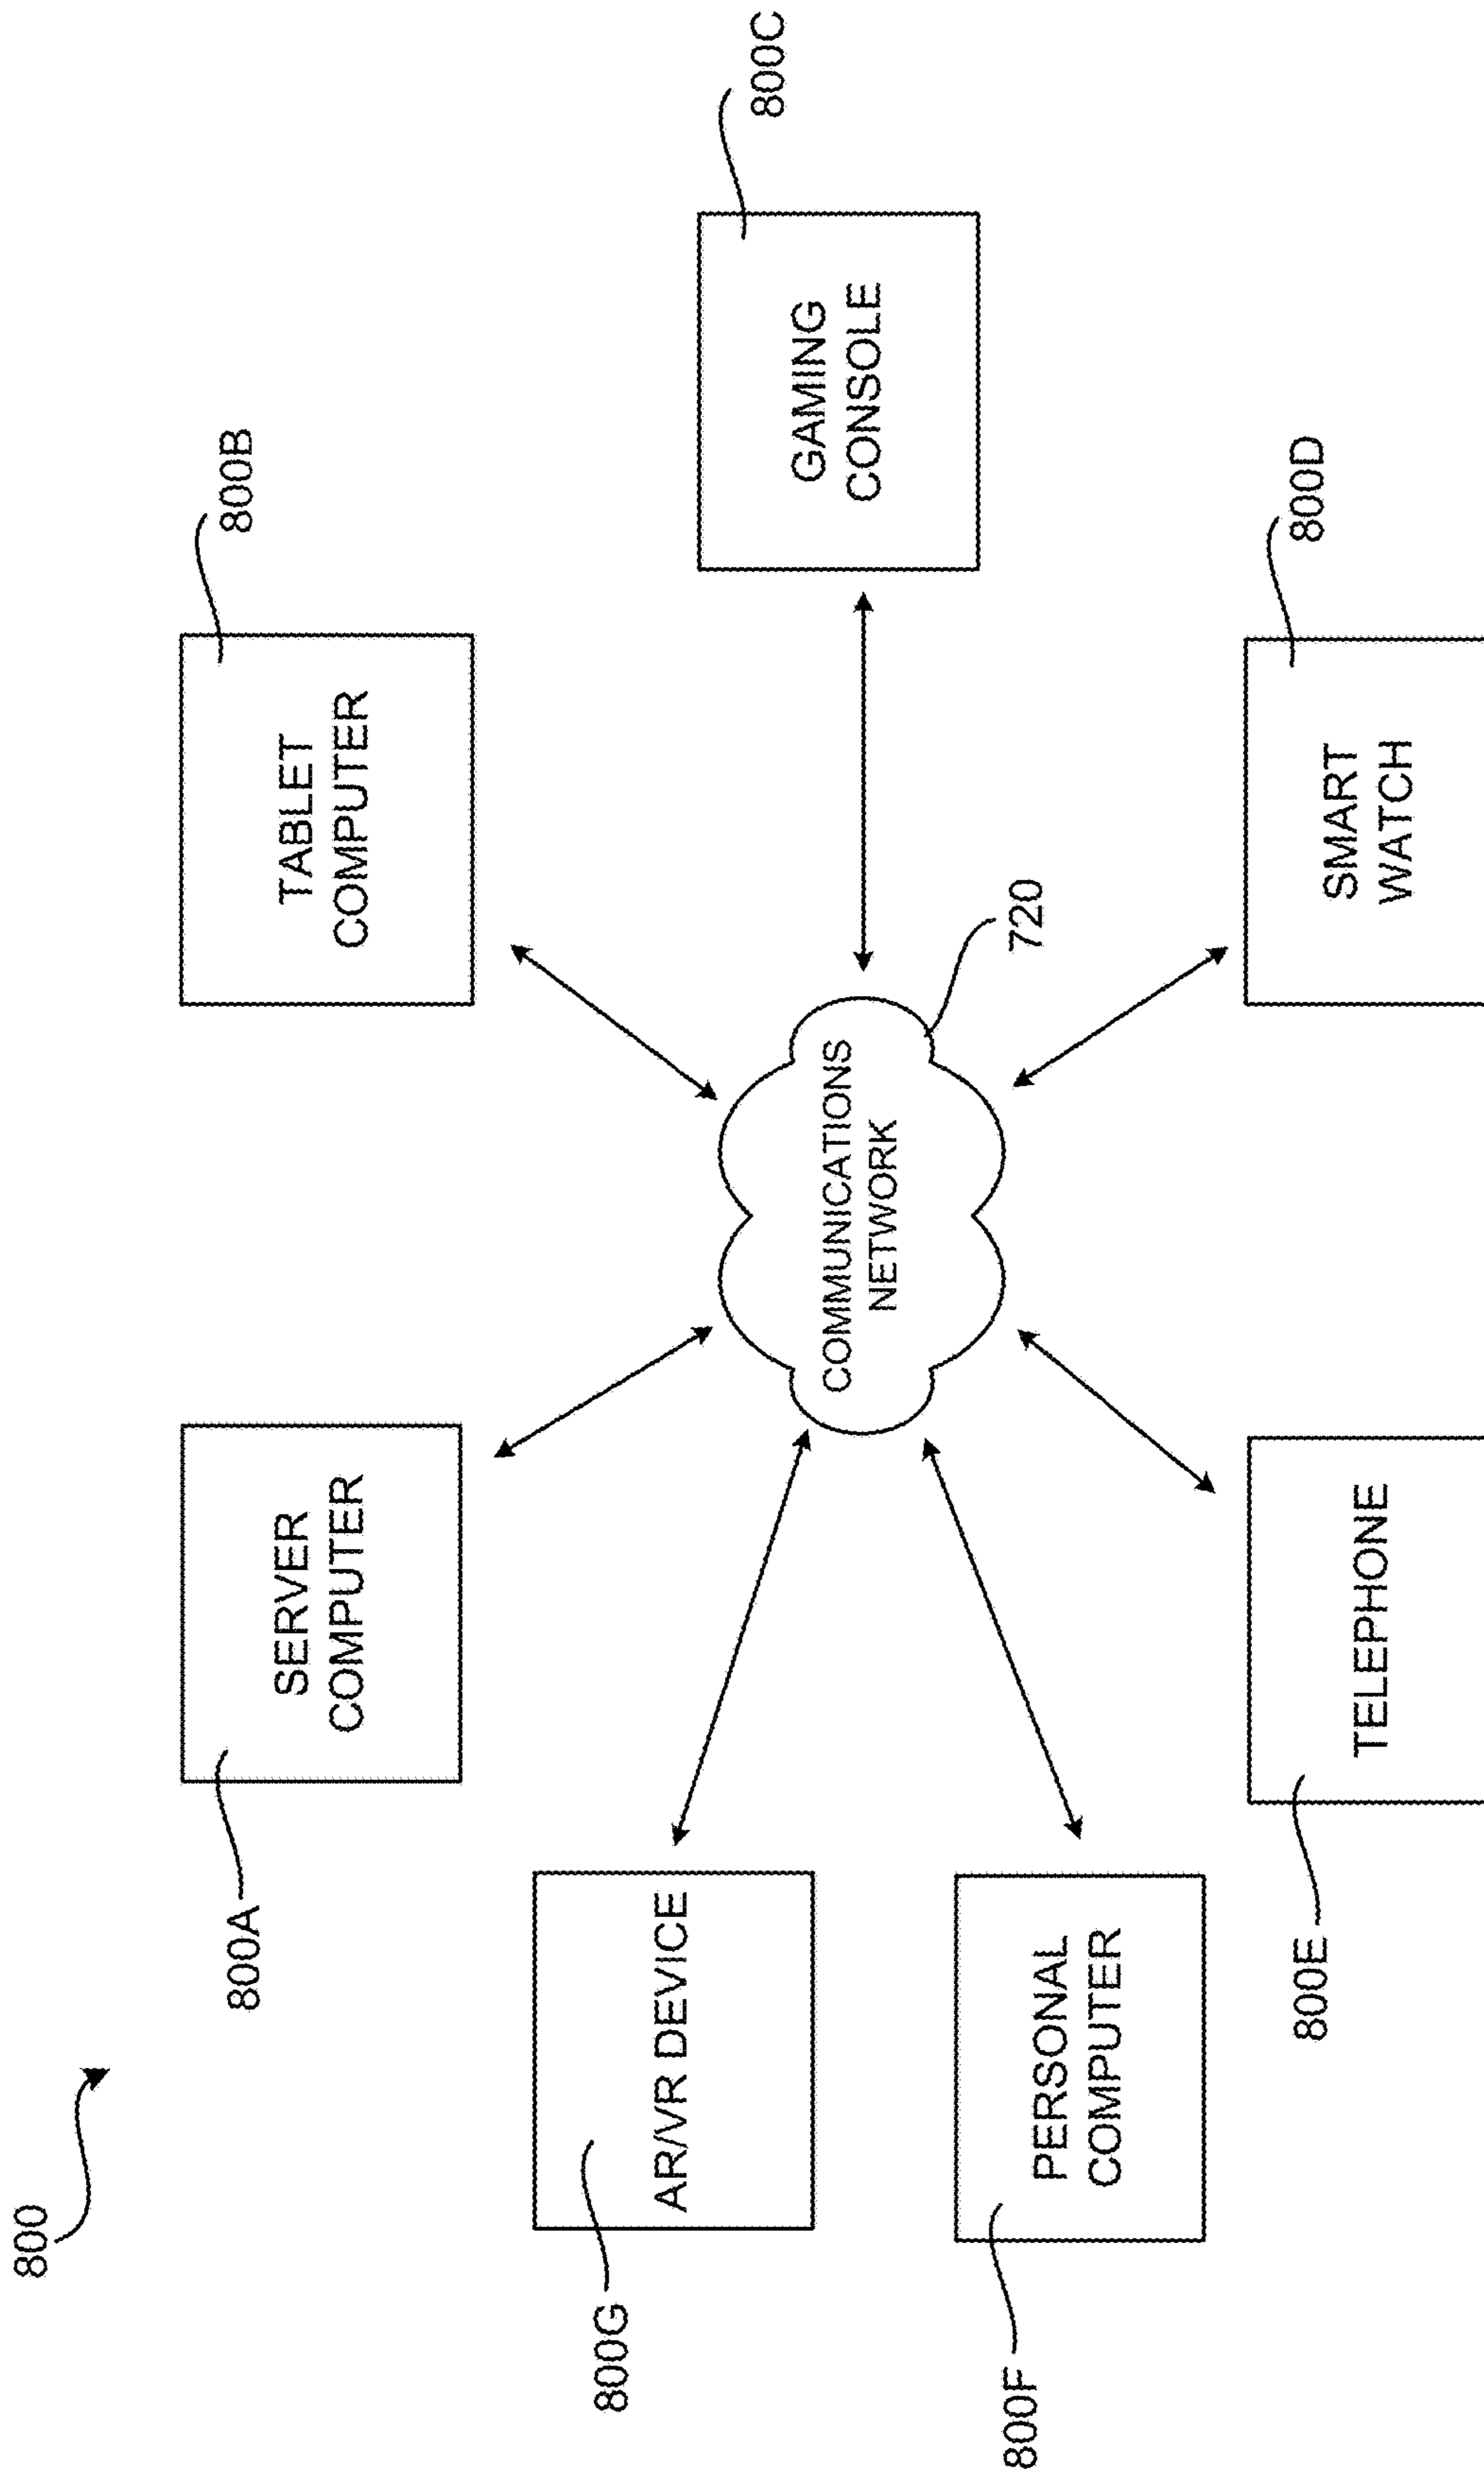 800
800A
SERVER
COMPUTER
TABLET
COMPUTER
800B
800G
AR/VR DEVICE
COMMUNICATIONS
NETWORK
720
GAMING
CONSOLE
800C
800F
PERSONAL
COMPUTER
800E
TELEPHONE
SMART
WATCH
800D